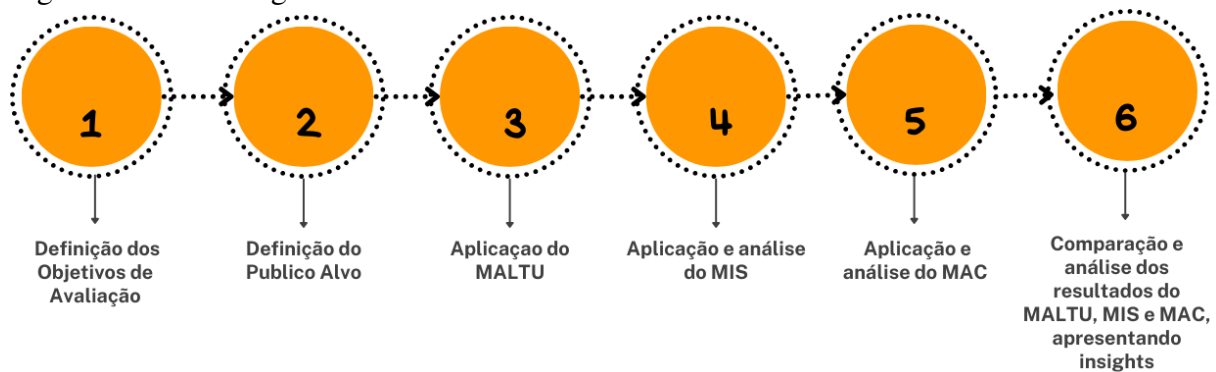 1
2
3
4
5
6
Definição dos
Objetivos de
Avaliação
Definição do
Publico Alvo
Aplicaçao do
MALTU
Aplicação e análise
do MIS
Aplicação e
análise do MAC
Comparação e
análise dos
resultados do
MALTU, MIS e MAC,
apresentando
insights